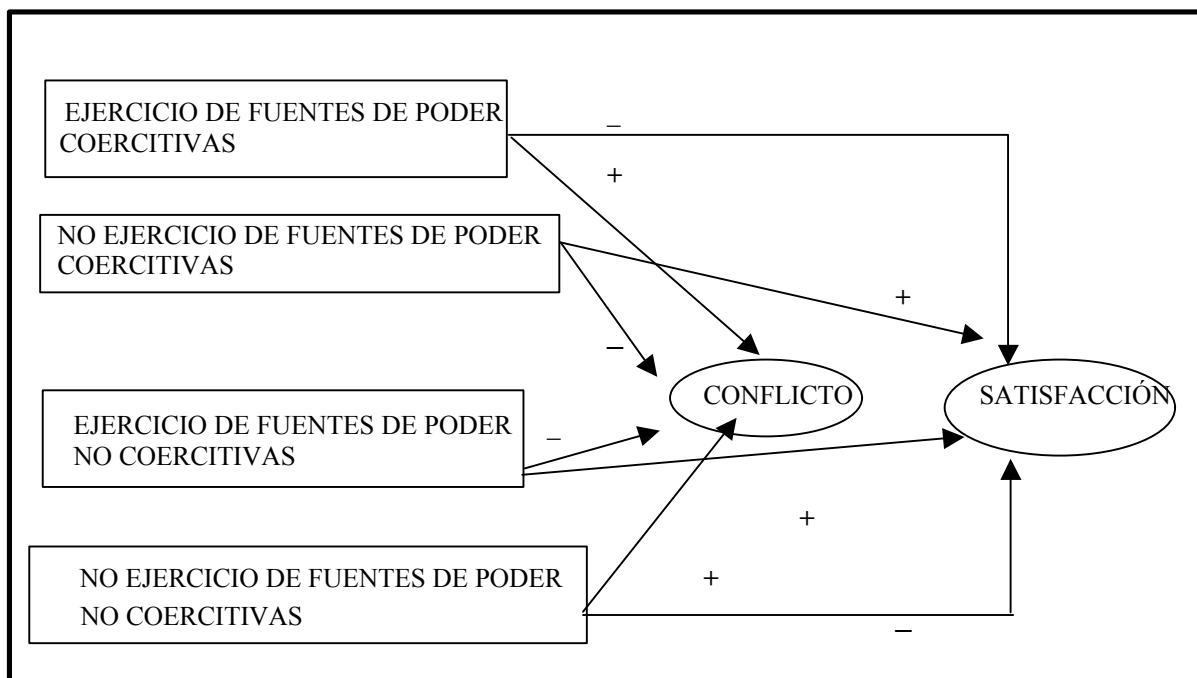 EJERCICIO DE FUENTES DE PODER
COERCITIVAS
–
+
NO EJERCICIO DE FUENTES DE PODER
COERCITIVAS
+
–
CONFLICTO
SATISFACCIÓN
EJERCICIO DE FUENTES DE PODER
NO COERCITIVAS
–
+
NO EJERCICIO DE FUENTES DE PODER
NO COERCITIVAS
+
–